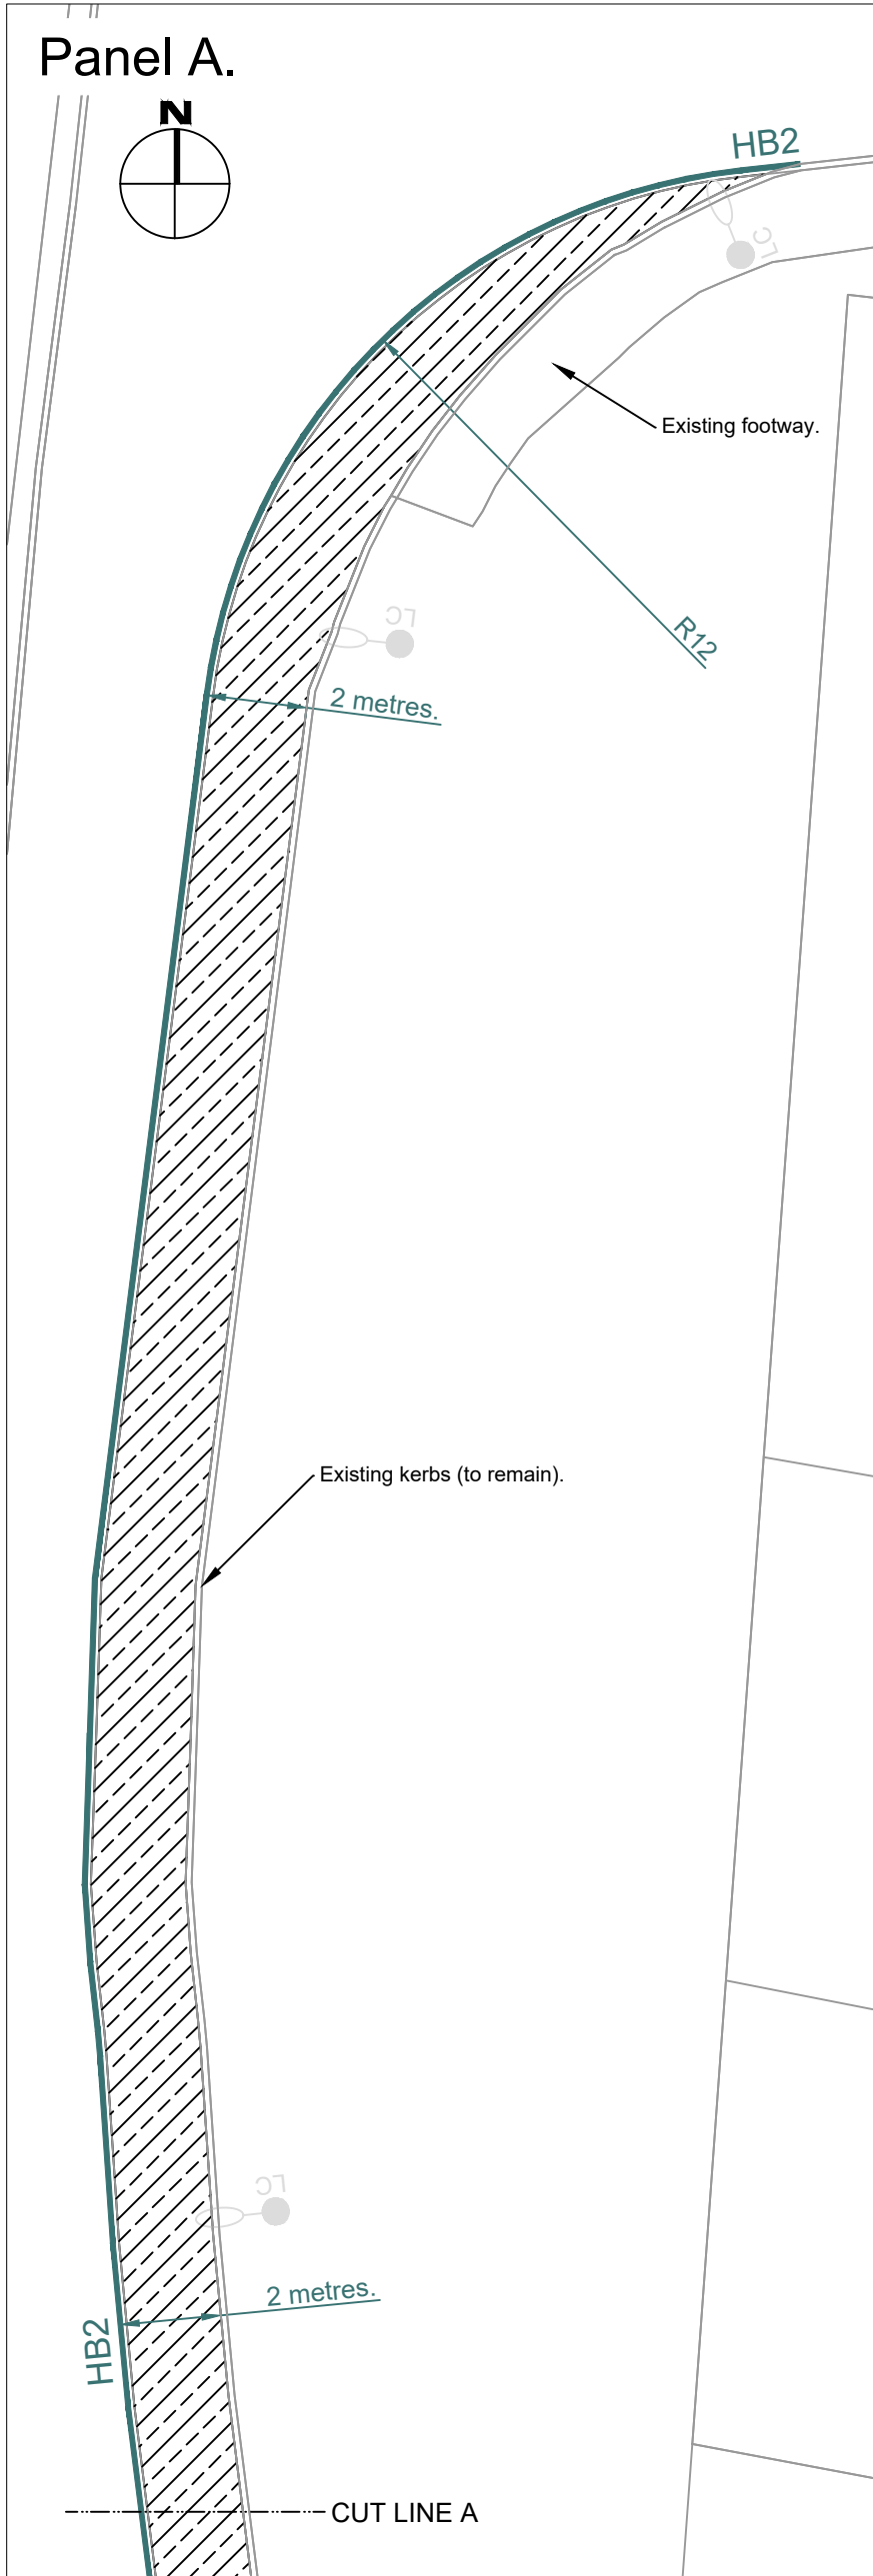 Panel A.
N
HB2
LC
Existing footway.
LC
R12
2 metres.
Existing kerbs (to remain).
LC
2 metres.
HB2
CUT LINE A